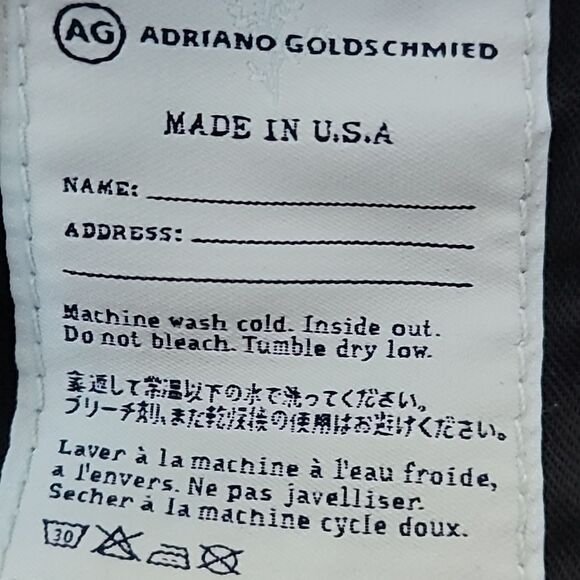 AG ADRIANO GOLDSCHMIED
MADE IN U.S.A
NAME:
ADDRESS:
Machine wash cold. Inside out.
Do not bleach. Tumble dry low.
裏返して常温以下の水で洗ってください。
ブリーチ剤、また乾燥機の使用はお避けください。
Laver à la machine à l'eau froide,
a l'envers. Ne pas javelliser.
Secher à la machine cycle doux.
30